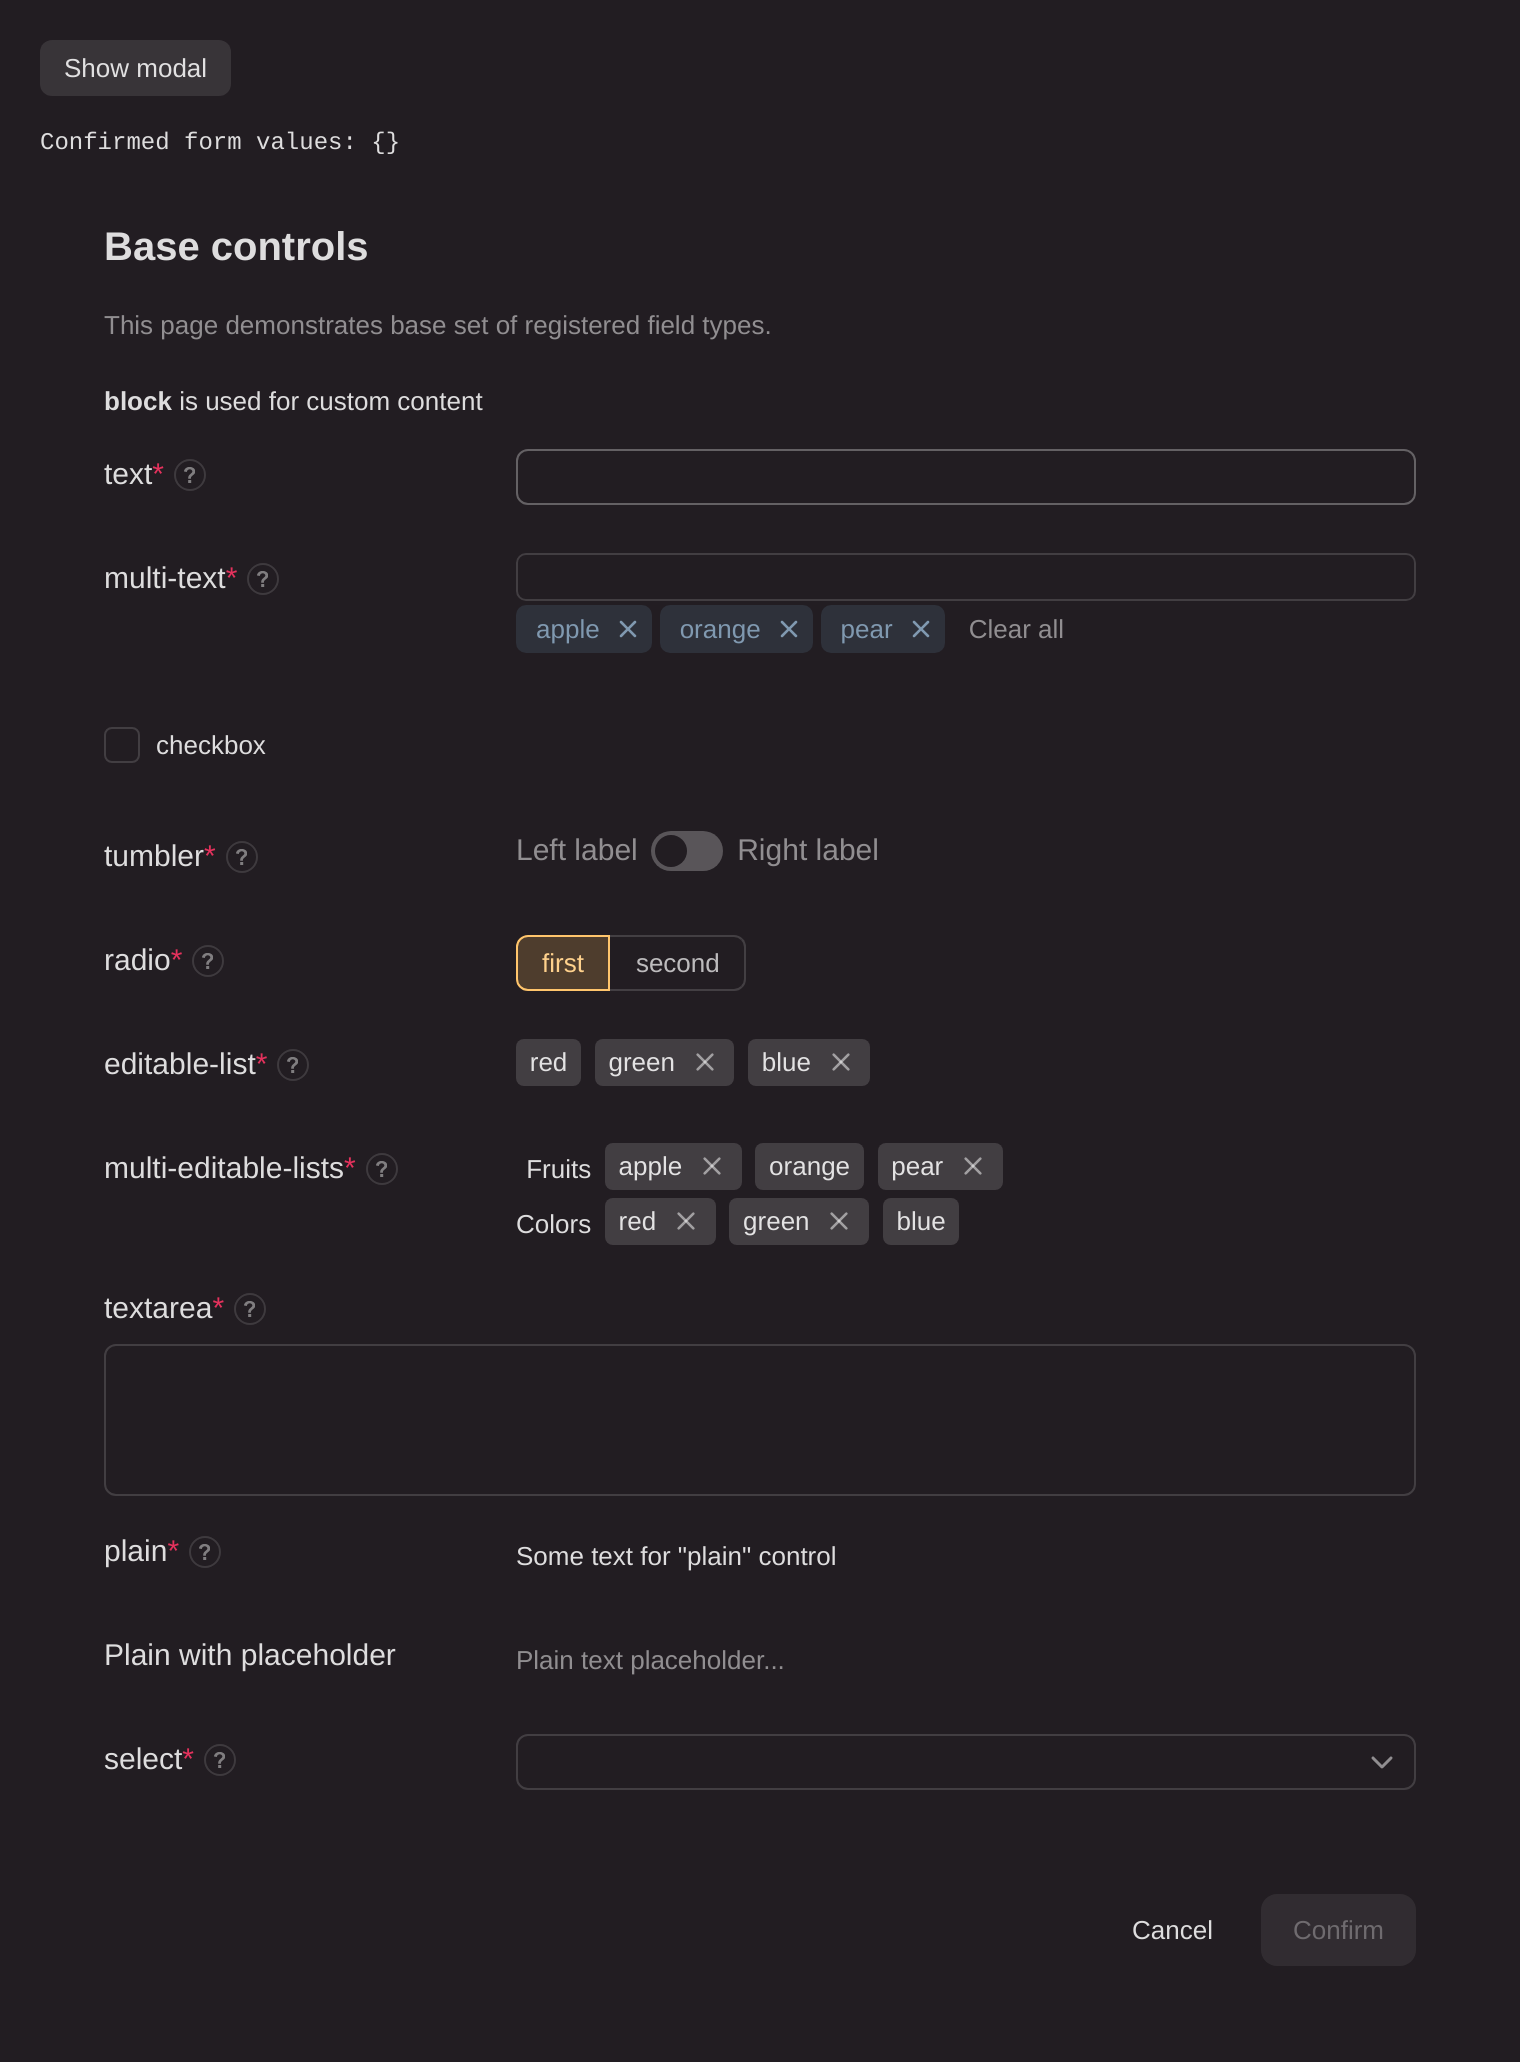 Show modal
Confirmed form values: {}
Base controls
This page demonstrates base set of registered field types.
block is used for custom content
text* ?
multi-text* ?
apple orange pear Clear all
checkbox
tumbler* ? Left label Right label
radio* ? first second
editable-list* ? red green blue
multi-editable-lists* ? Fruits apple orange pear
Colors red green blue
textarea* ?
plain* ? Some text for "plain" control
Plain with placeholder Plain text placeholder...
select* ?
Cancel Confirm